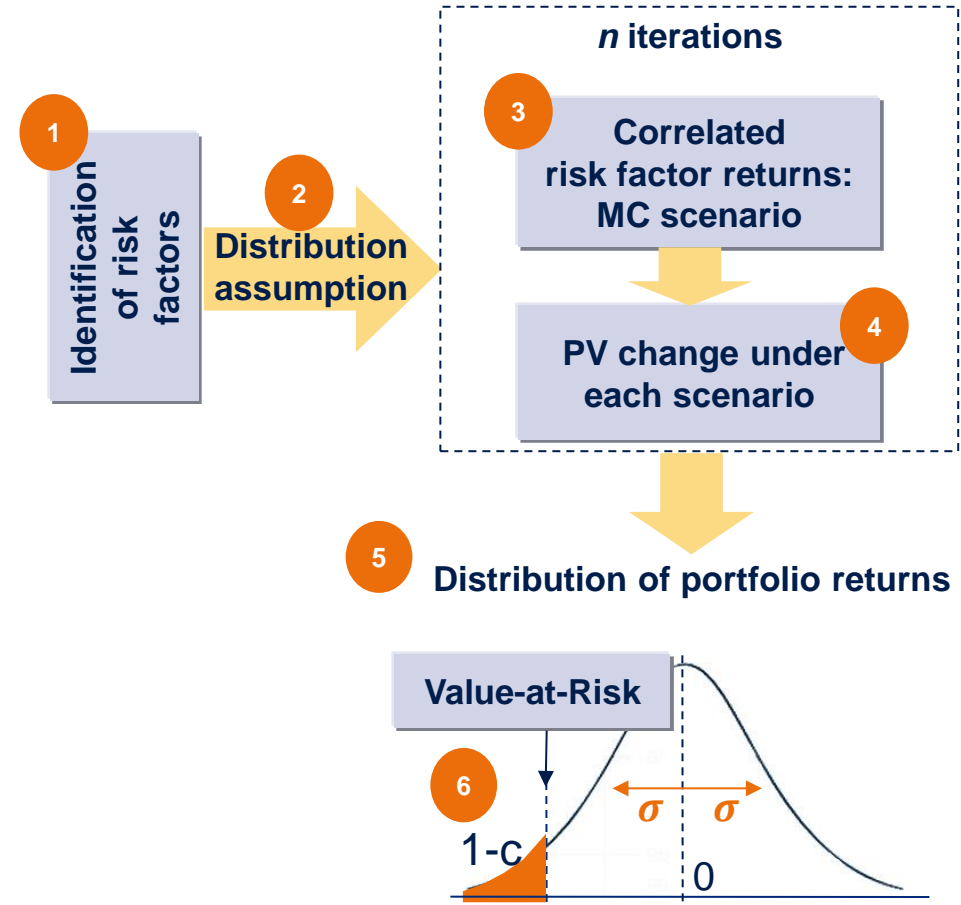 n iterations
1
Identification
of risk
factors
2
Distribution
assumption
3
Correlated
risk factor returns:
MC scenario
4
PV change under
each scenario
5
Distribution of portfolio returns
Value-at-Risk
6
σ σ
1-c
0